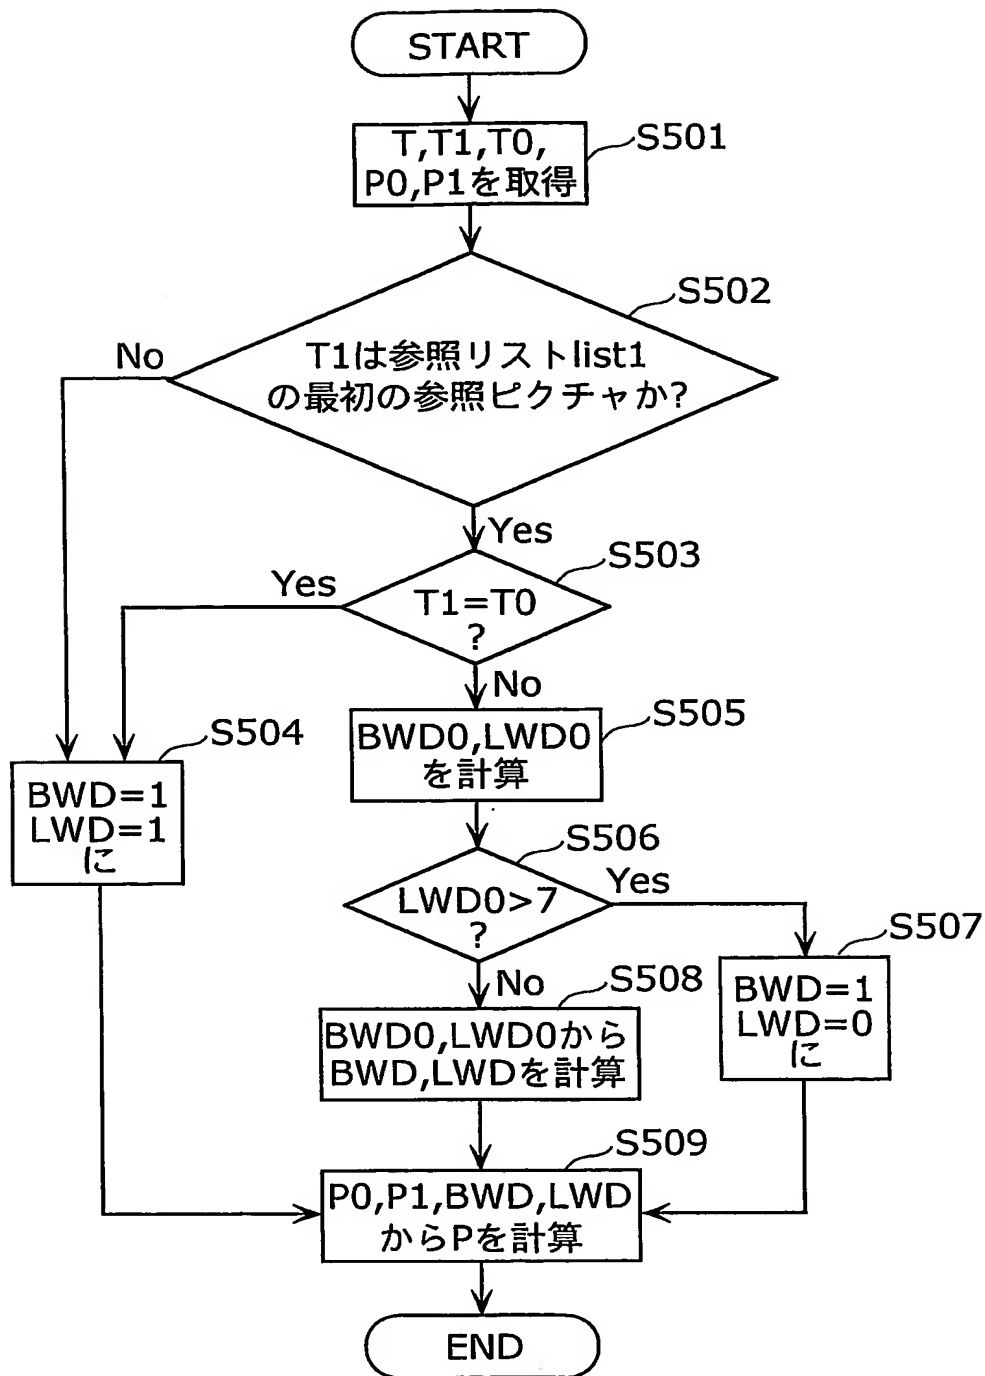 START
T,T1,T0,
P0,P1を取得
S501
S502
T1は参照リストlist1
の最初の参照ピクチャか?
No
Yes
S503
Yes
T1=T0
?
No
S505
BWD0,LWD0
を計算
S504
BWD=1
LWD=1
に
S506
LWD0>7
?
Yes
No
S507
BWD=1
LWD=0
に
S508
BWD0,LWD0から
BWD,LWDを計算
S509
P0,P1,BWD,LWD
からPを計算
END